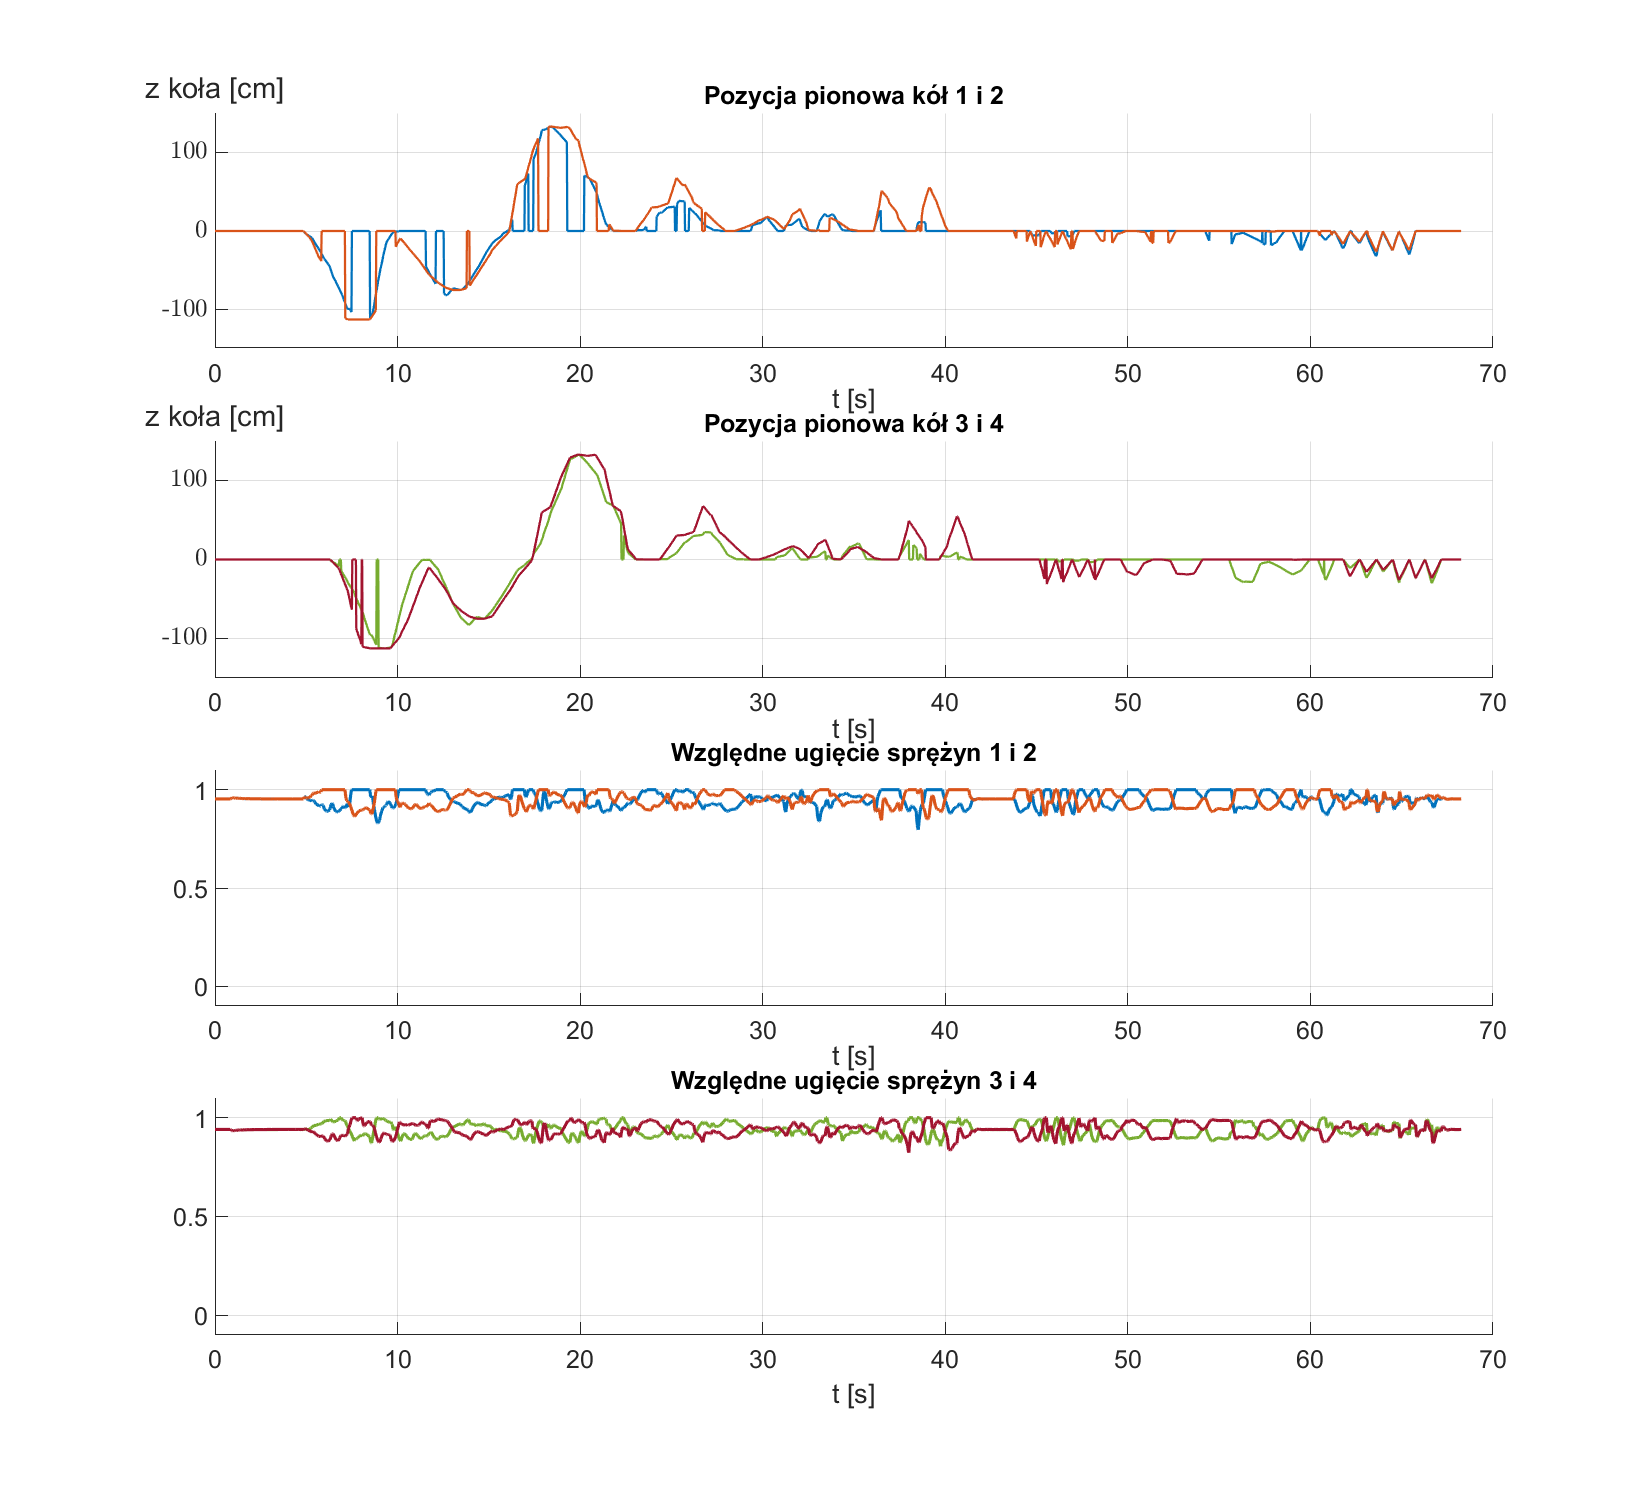 z koła [cm]
Pozycja pionowa kół 1 i 2
100
0
-100
0 10 20 30 40 50 60 70
t [s]
z koła [cm]
Pozycja pionowa kół 3 i 4
100
0
-100
0 10 20 30 40 50 60 70
t [s]
Względne ugięcie sprężyn 1 i 2
1
0.5
0
0 10 20 30 40 50 60 70
t [s]
Względne ugięcie sprężyn 3 i 4
1
0.5
0
0 10 20 30 40 50 60 70
t [s]